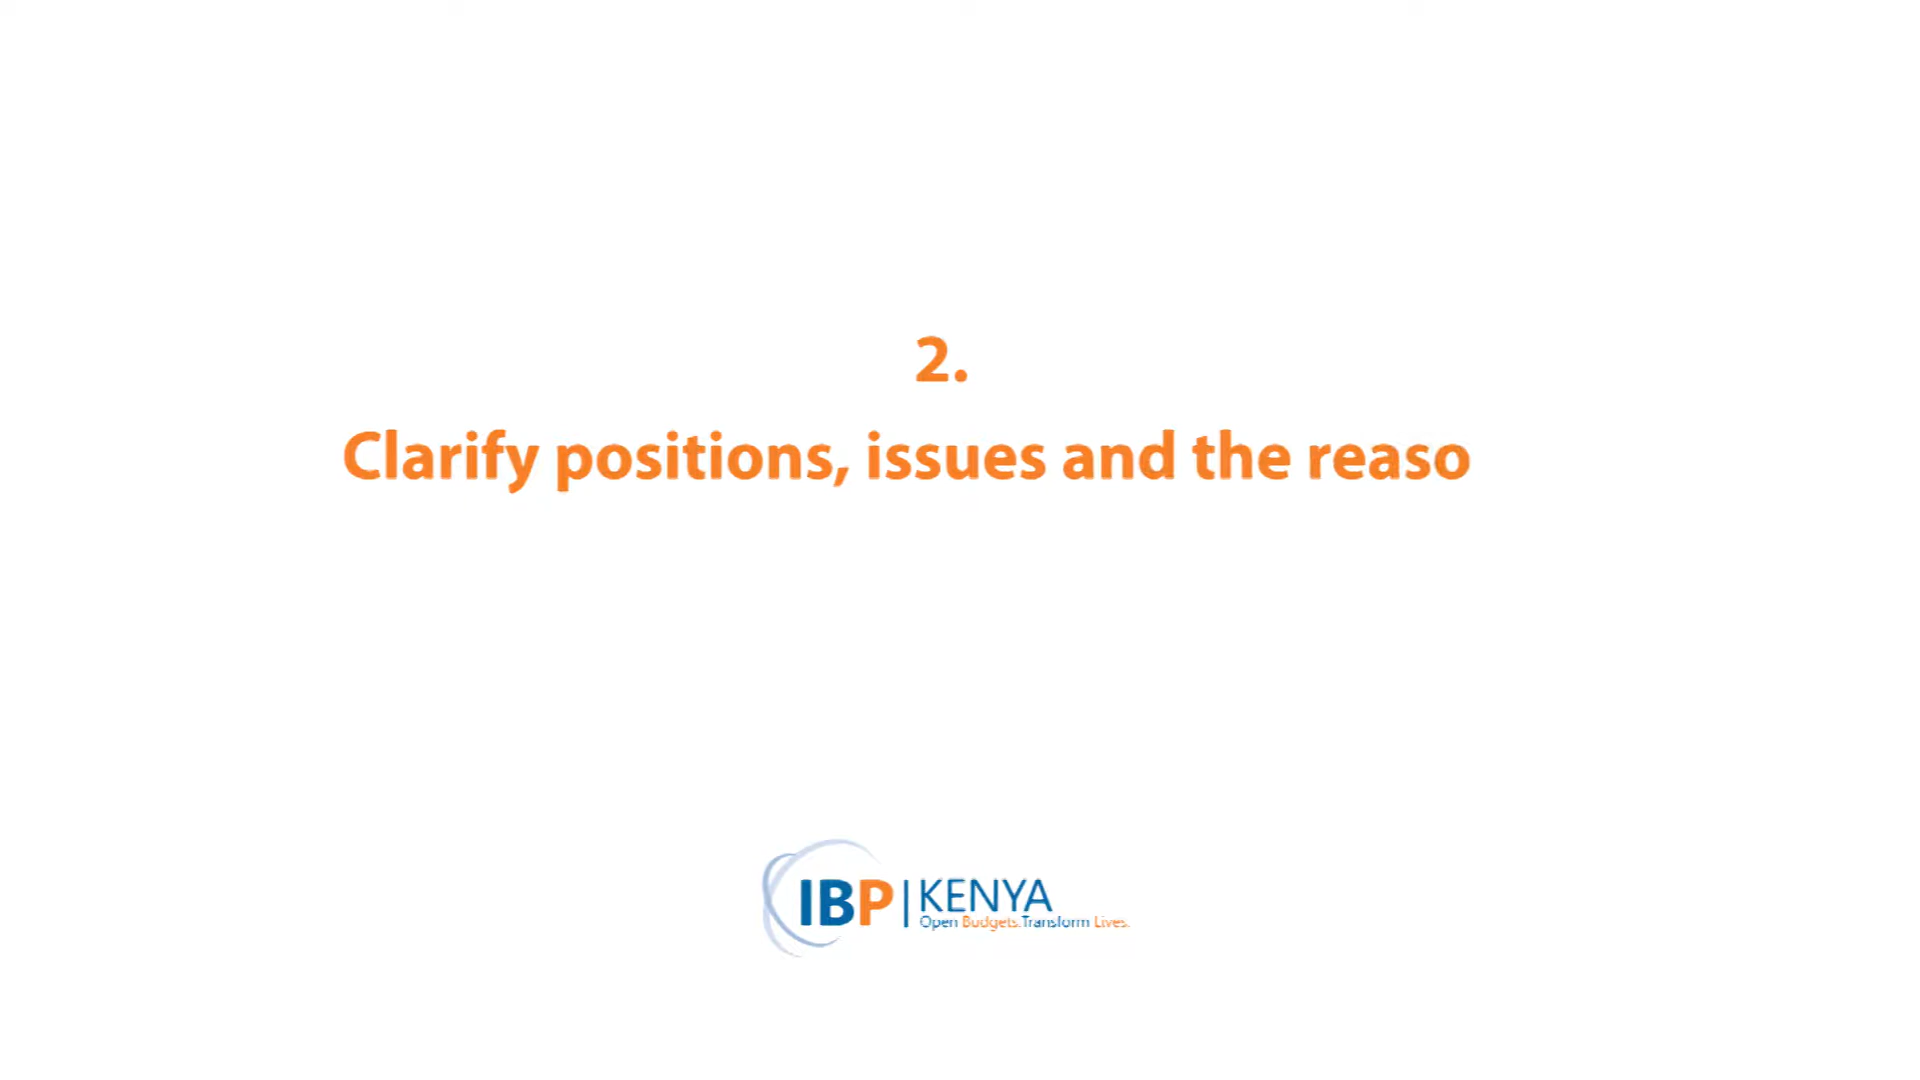 2.
Clarify positions, issues and the reaso
IBP | KENYA
Open Budgets.Transform Lives.